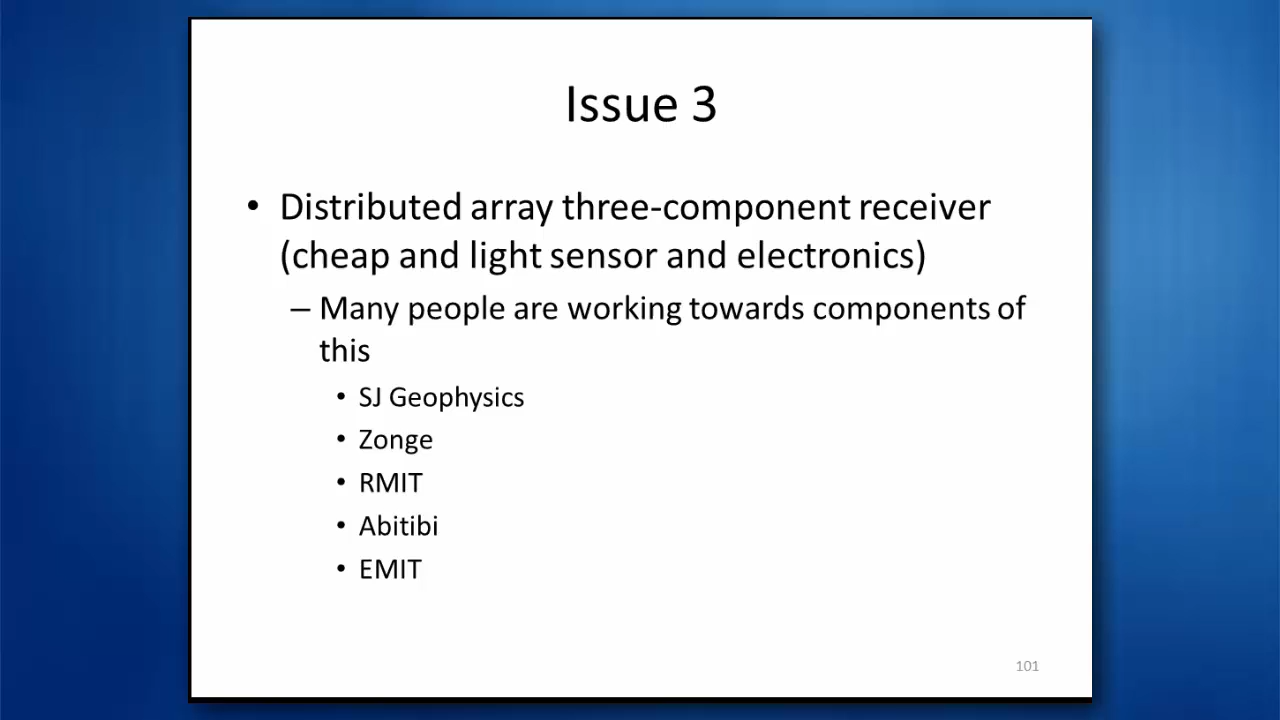 Issue 3
• Distributed array three-component receiver
(cheap and light sensor and electronics)
– Many people are working towards components of
this
• SJ Geophysics
• Zonge
• RMIT
• Abitibi
• EMIT
101